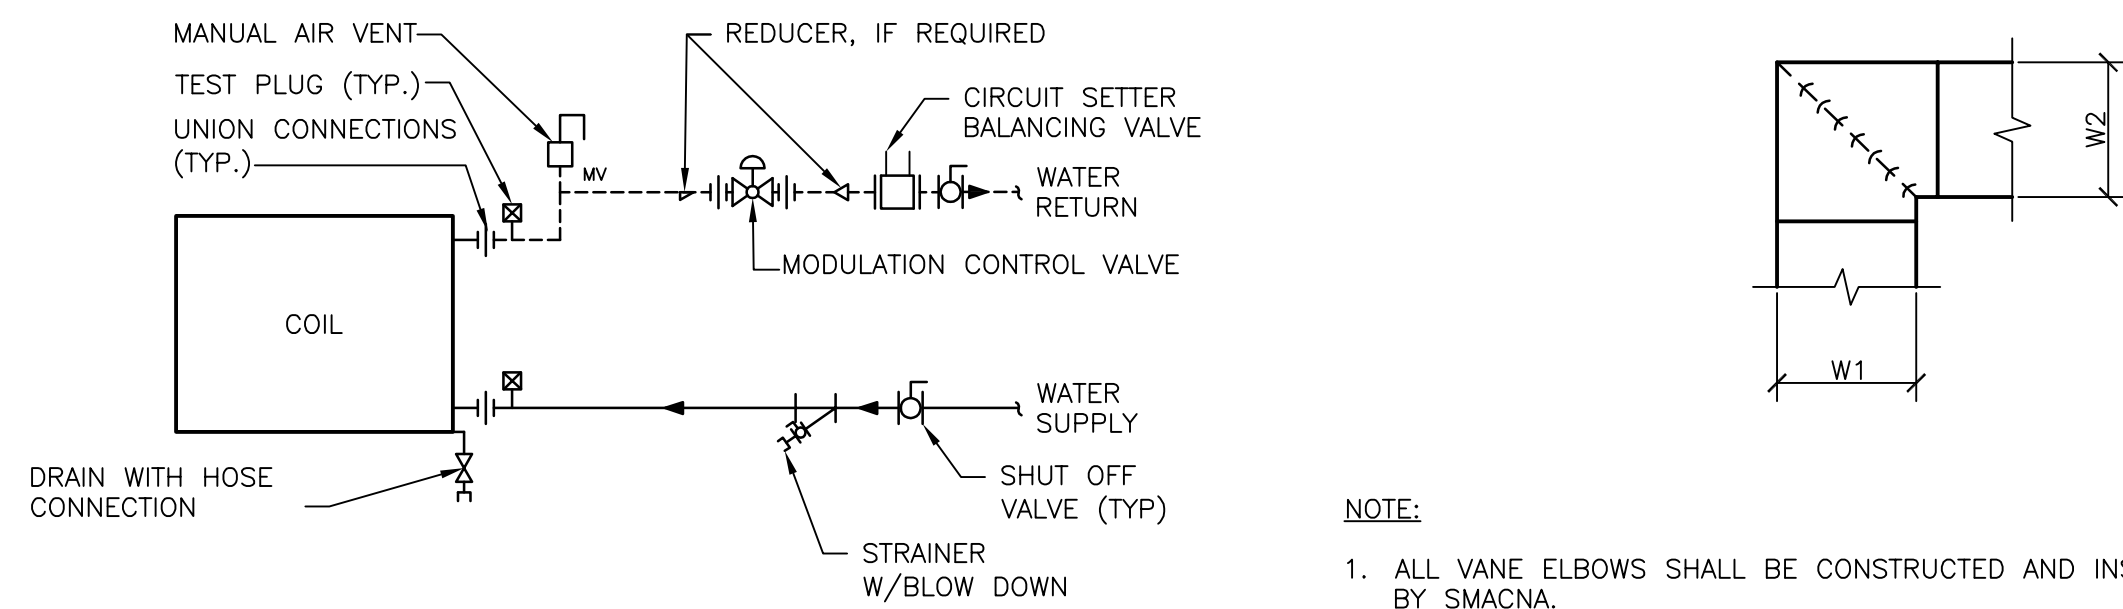 MANUAL AIR VENT
TEST PLUG (TYP.)
UNION CONNECTIONS
(TYP.)
REDUCER, IF REQUIRED
CIRCUIT SETTER
BALANCING VALVE
MV
WATER
RETURN
MODULATION CONTROL VALVE
COIL
WATER
SUPPLY
DRAIN WITH HOSE
CONNECTION
SHUT OFF
VALVE (TYP)
STRAINER
W/BLOW DOWN
W2
W1
NOTE:
1. ALL VANE ELBOWS SHALL BE CONSTRUCTED AND
BY SMACNA.